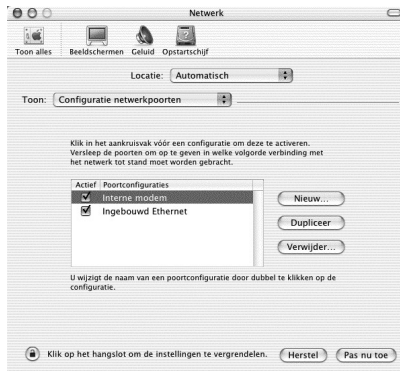 Netwerk
Toon alles Beeldschermen Geluid Opstartschijf
Locatie: Automatisch
Toon: Configuratie netwerkpoorten
Klik in het aankruisvak vóór een configuratie om deze te activeren.
Versleep de poorten om op te geven in welke volgorde verbinding met
het netwerk tot stand moet worden gebracht.
Actief Poortconfiguraties
Interne modem
Ingebouwd Ethernet
Nieuw...
Dupliceer
Verwijder...
U wijzigt de naam van een poortconfiguratie door dubbel te klikken op de
configuratie.
Klik op het hangslot om de instellingen te vergrendelen.
Herstel
Pas nu toe